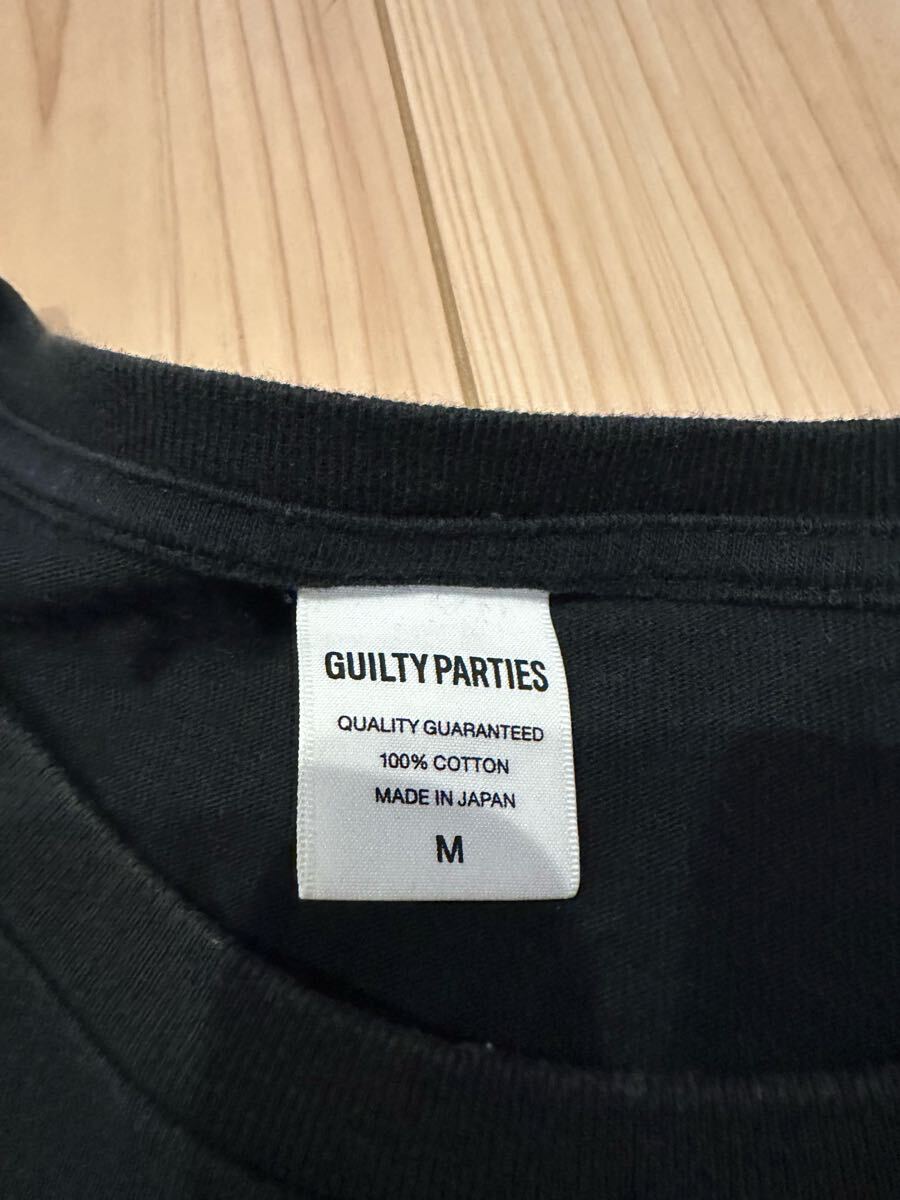 GUILTY PARTIES
QUALITY GUARANTEED
100% COTTON
MADE IN JAPAN
M